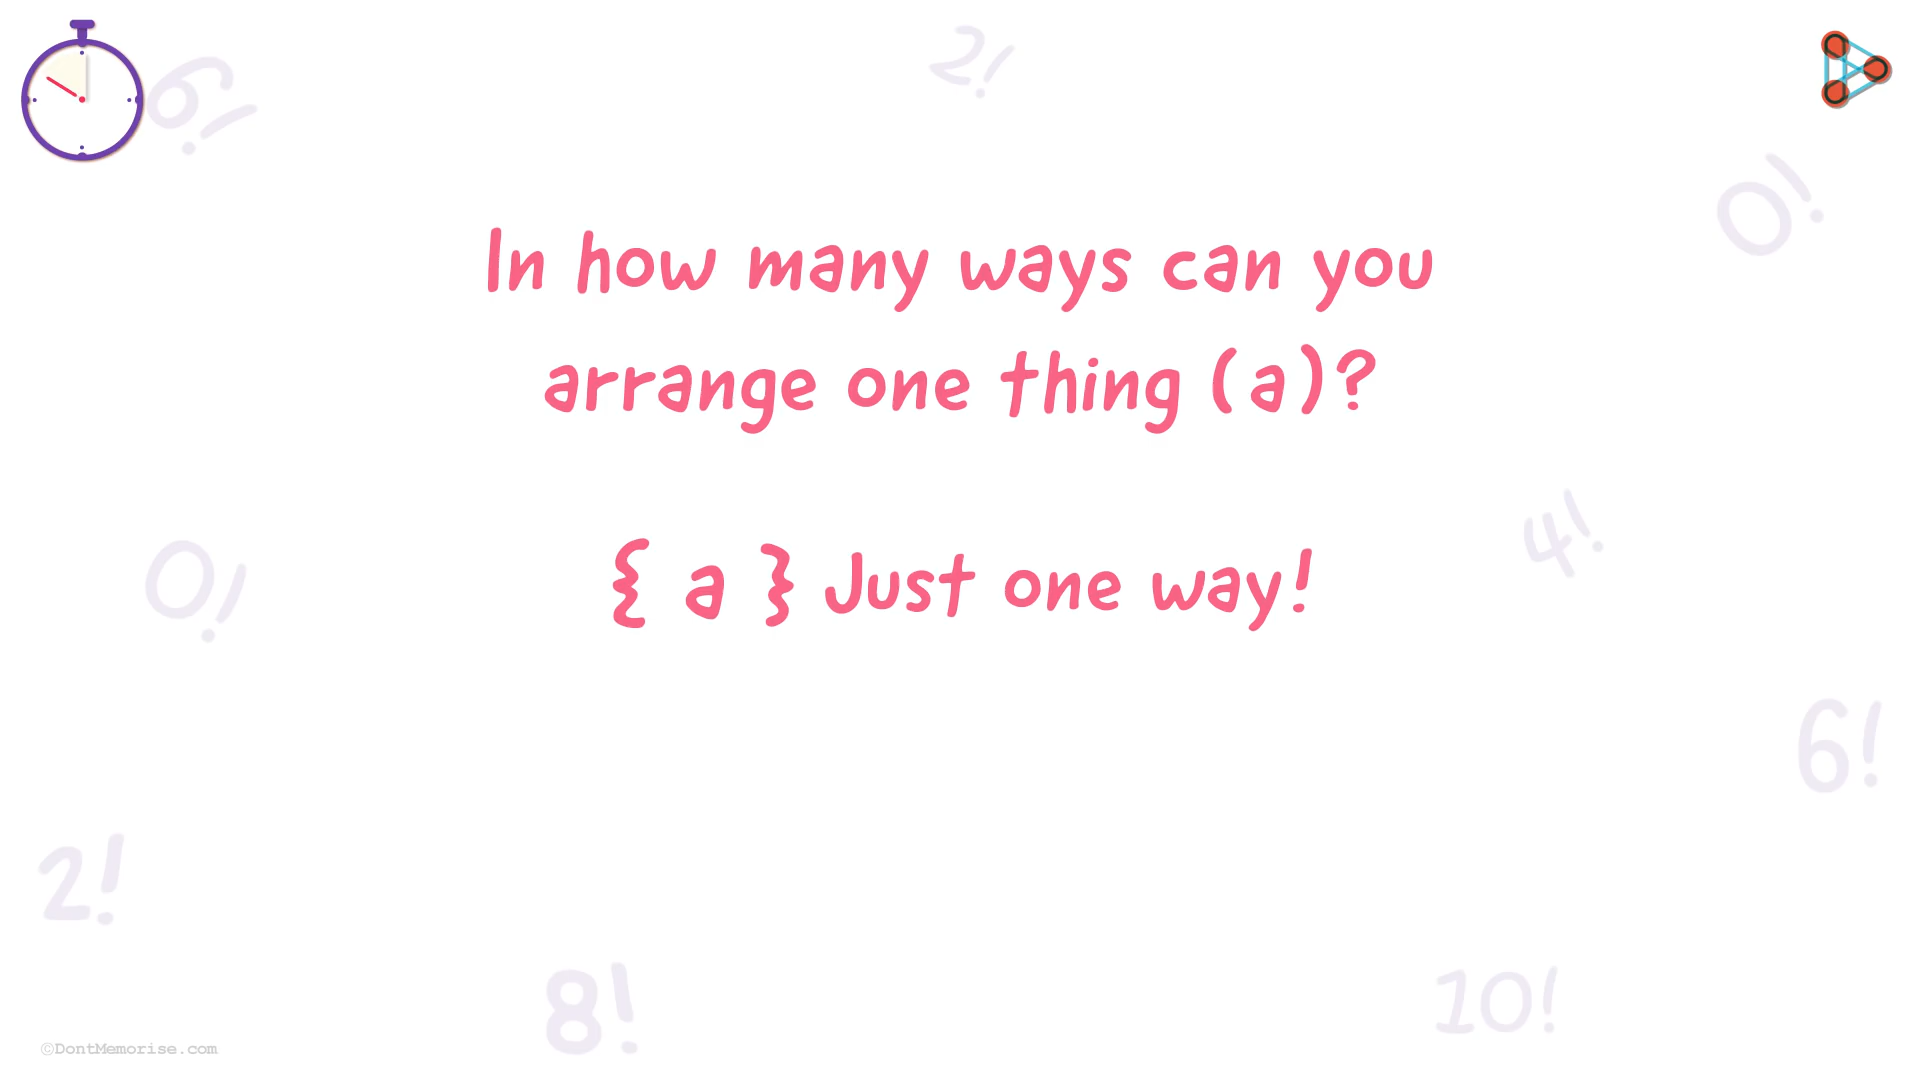 6!
2!
0!
In how many ways can you
arrange one thing (a)?
4!
{ a } Just one way!
0!
6!
2!
8!
10!
©DontMemorise.com